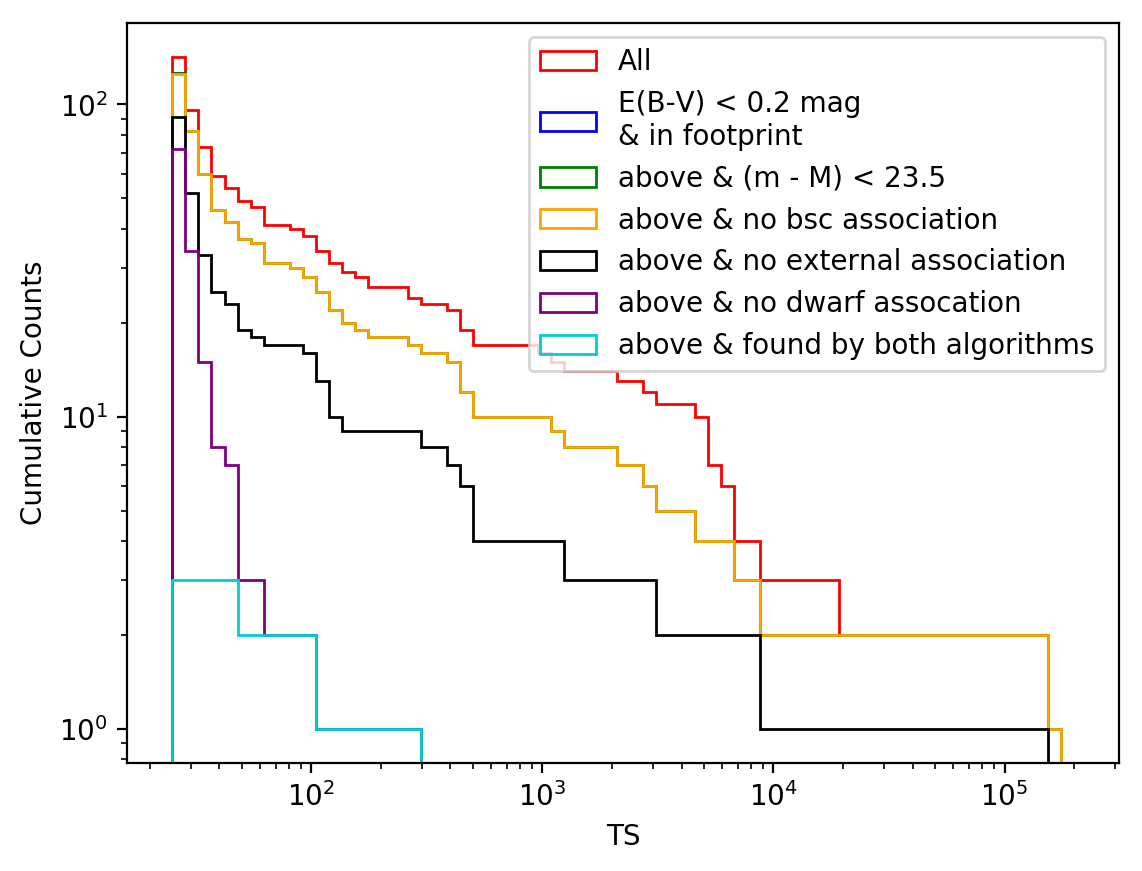 All
E(B-V) < 0.2 mag
& in footprint
above & (m - M) < 23.5
above & no bsc association
above & no external association
above & no dwarf assocation
above & found by both algorithms
Cumulative Counts
10²
10¹
10⁰
10² 10³ 10⁴ 10⁵
TS